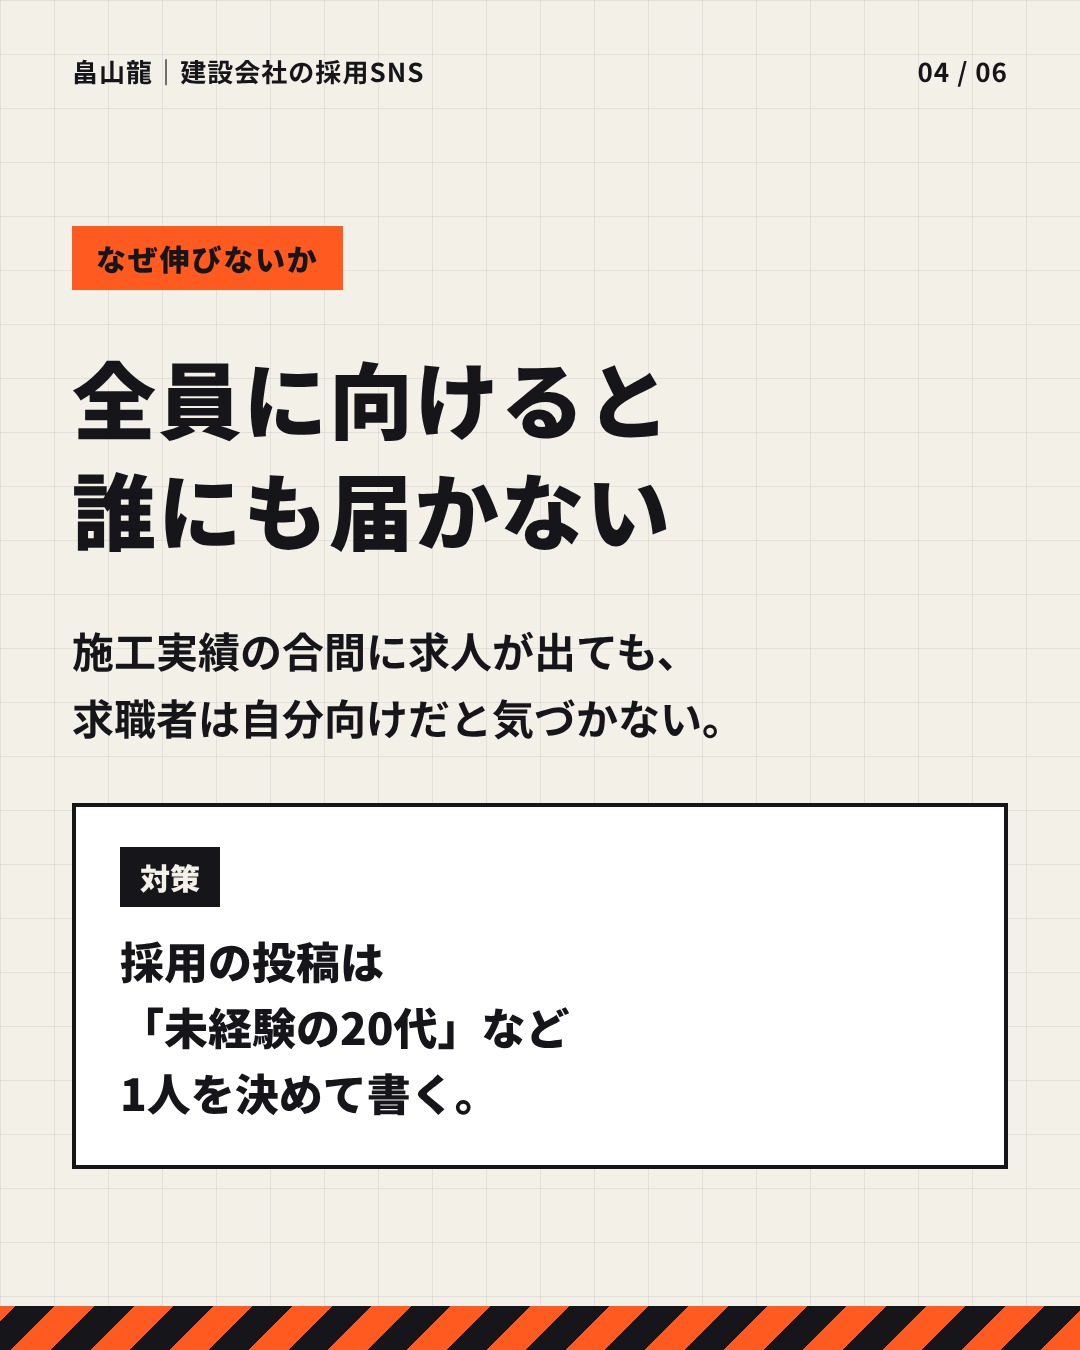 畠山龍｜建設会社の採用SNS
04 / 06
なぜ伸びないか
全員に向けると
誰にも届かない
施工実績の合間に求人が出ても、
求職者は自分向けだと気づかない。
対策
採用の投稿は
「未経験の20代」など
1人を決めて書く。